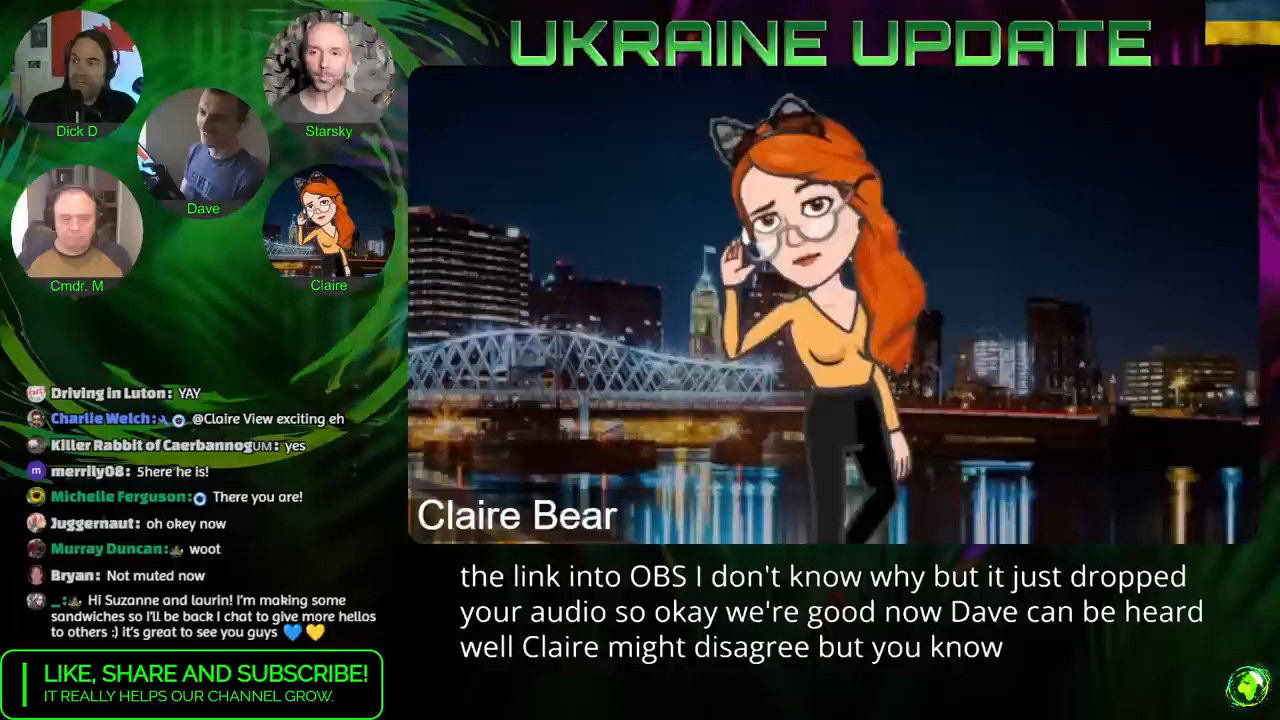 UKRAINE UPDATE
Dick D
Starsky
Dave
Cmdr. M
Claire
Driving in Luton: YAY
Charlie Welch: @Claire View exciting eh
Killer Rabbit of CaerbannogUM: yes
merrily08: 5here he is!
Michelle Ferguson: There you are!
Juggernaut: oh okey now
Murray Duncan: woot
Bryan: Not muted now
_: Hi Suzanne and laurin! I'm making some
sandwiches so I'll be back I chat to give more hellos
to others :) it's great to see you guys 💙 💛
LIKE, SHARE AND SUBSCRIBE!
IT REALLY HELPS OUR CHANNEL GROW.
Claire Bear
the link into OBS I don't know why but it just dropped
your audio so okay we're good now Dave can be heard
well Claire might disagree but you know